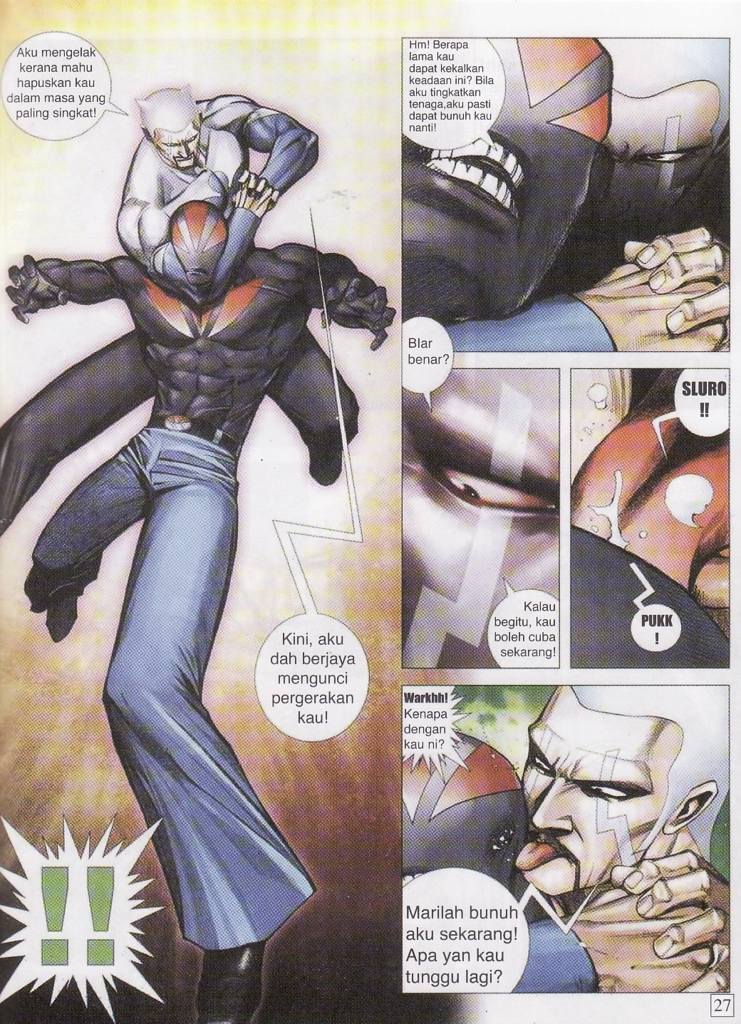 Aku mengelak
kerana mahu
hapuskan kau
dalam masa yang
paling singkat!
Kini, aku
dah berjaya
mengunci
pergerakan
kau!
!!
Hm! Berapa
lama kau
dapat kekalkan
keadaan ini? Bila
aku tingkatkan
tenaga,aku pasti
dapat bunuh kau
nanti!
Blar
benar?
Kalau
begitu, kau
boleh cuba
sekarang!
SLURO
!!
PUKK
!
Warkhh!
Kenapa
dengan
kau ni?
Marilah bunuh
aku sekarang!
Apa yan kau
tunggu lagi?
27